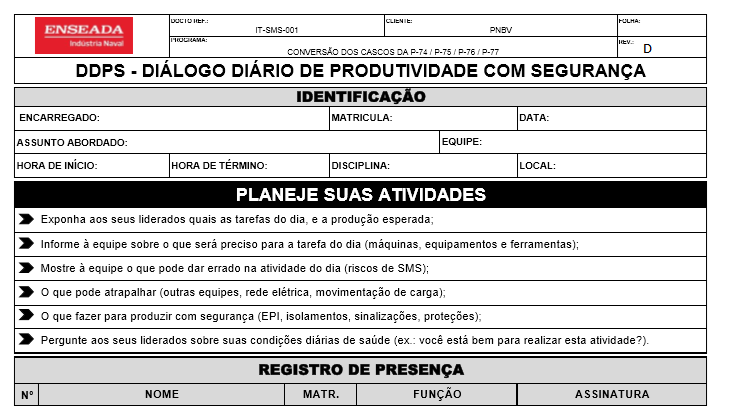 ENSEADA
Indústria Naval
DOCTO REF.:
IT-SMS-001
CLIENTE:
PNBV
FOLHA:
PROGRAMA:
CONVERSÃO DOS CASCOS DA P-74 / P-75 / P-76 / P-77
REV.:
D
DDPS - DIÁLOGO DIÁRIO DE PRODUTIVIDADE COM SEGURANÇA
IDENTIFICAÇÃO
ENCARREGADO: MATRICULA: DATA:
ASSUNTO ABORDADO: EQUIPE:
HORA DE INÍCIO: HORA DE TÉRMINO: DISCIPLINA: LOCAL:
PLANEJE SUAS ATIVIDADES
Exponha aos seus liderados quais as tarefas do dia, e a produção esperada;
Informe à equipe sobre o que será preciso para a tarefa do dia (máquinas, equipamentos e ferramentas);
Mostre à equipe o que pode dar errado na atividade do dia (riscos de SMS);
O que pode atrapalhar (outras equipes, rede elétrica, movimentação de carga);
O que fazer para produzir com segurança (EPI, isolamentos, sinalizações, proteções);
Pergunte aos seus liderados sobre suas condições diárias de saúde (ex.: você está bem para realizar esta atividade?).
REGISTRO DE PRESENÇA
Nº NOME MATR. FUNÇÃO ASSINATURA